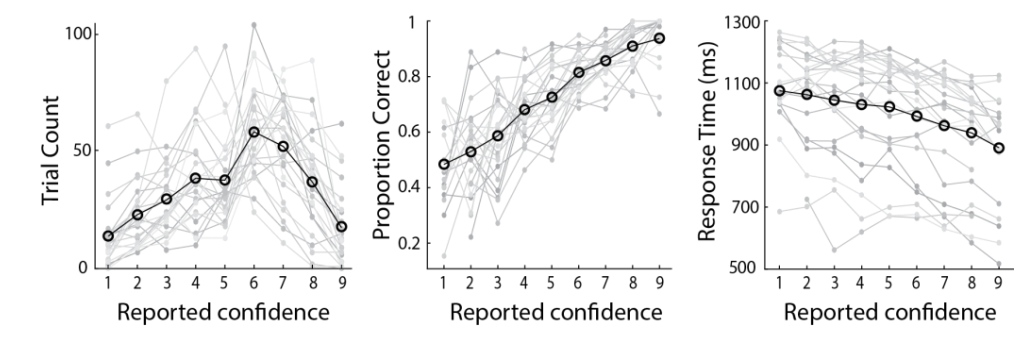 Trial Count
100
50
0
1 2 3 4 5 6 7 8 9
Reported confidence
Proportion Correct
1
0.8
0.6
0.4
0.2
1 2 3 4 5 6 7 8 9
Reported confidence
Response Time (ms)
1300
1100
900
700
500
1 2 3 4 5 6 7 8 9
Reported confidence